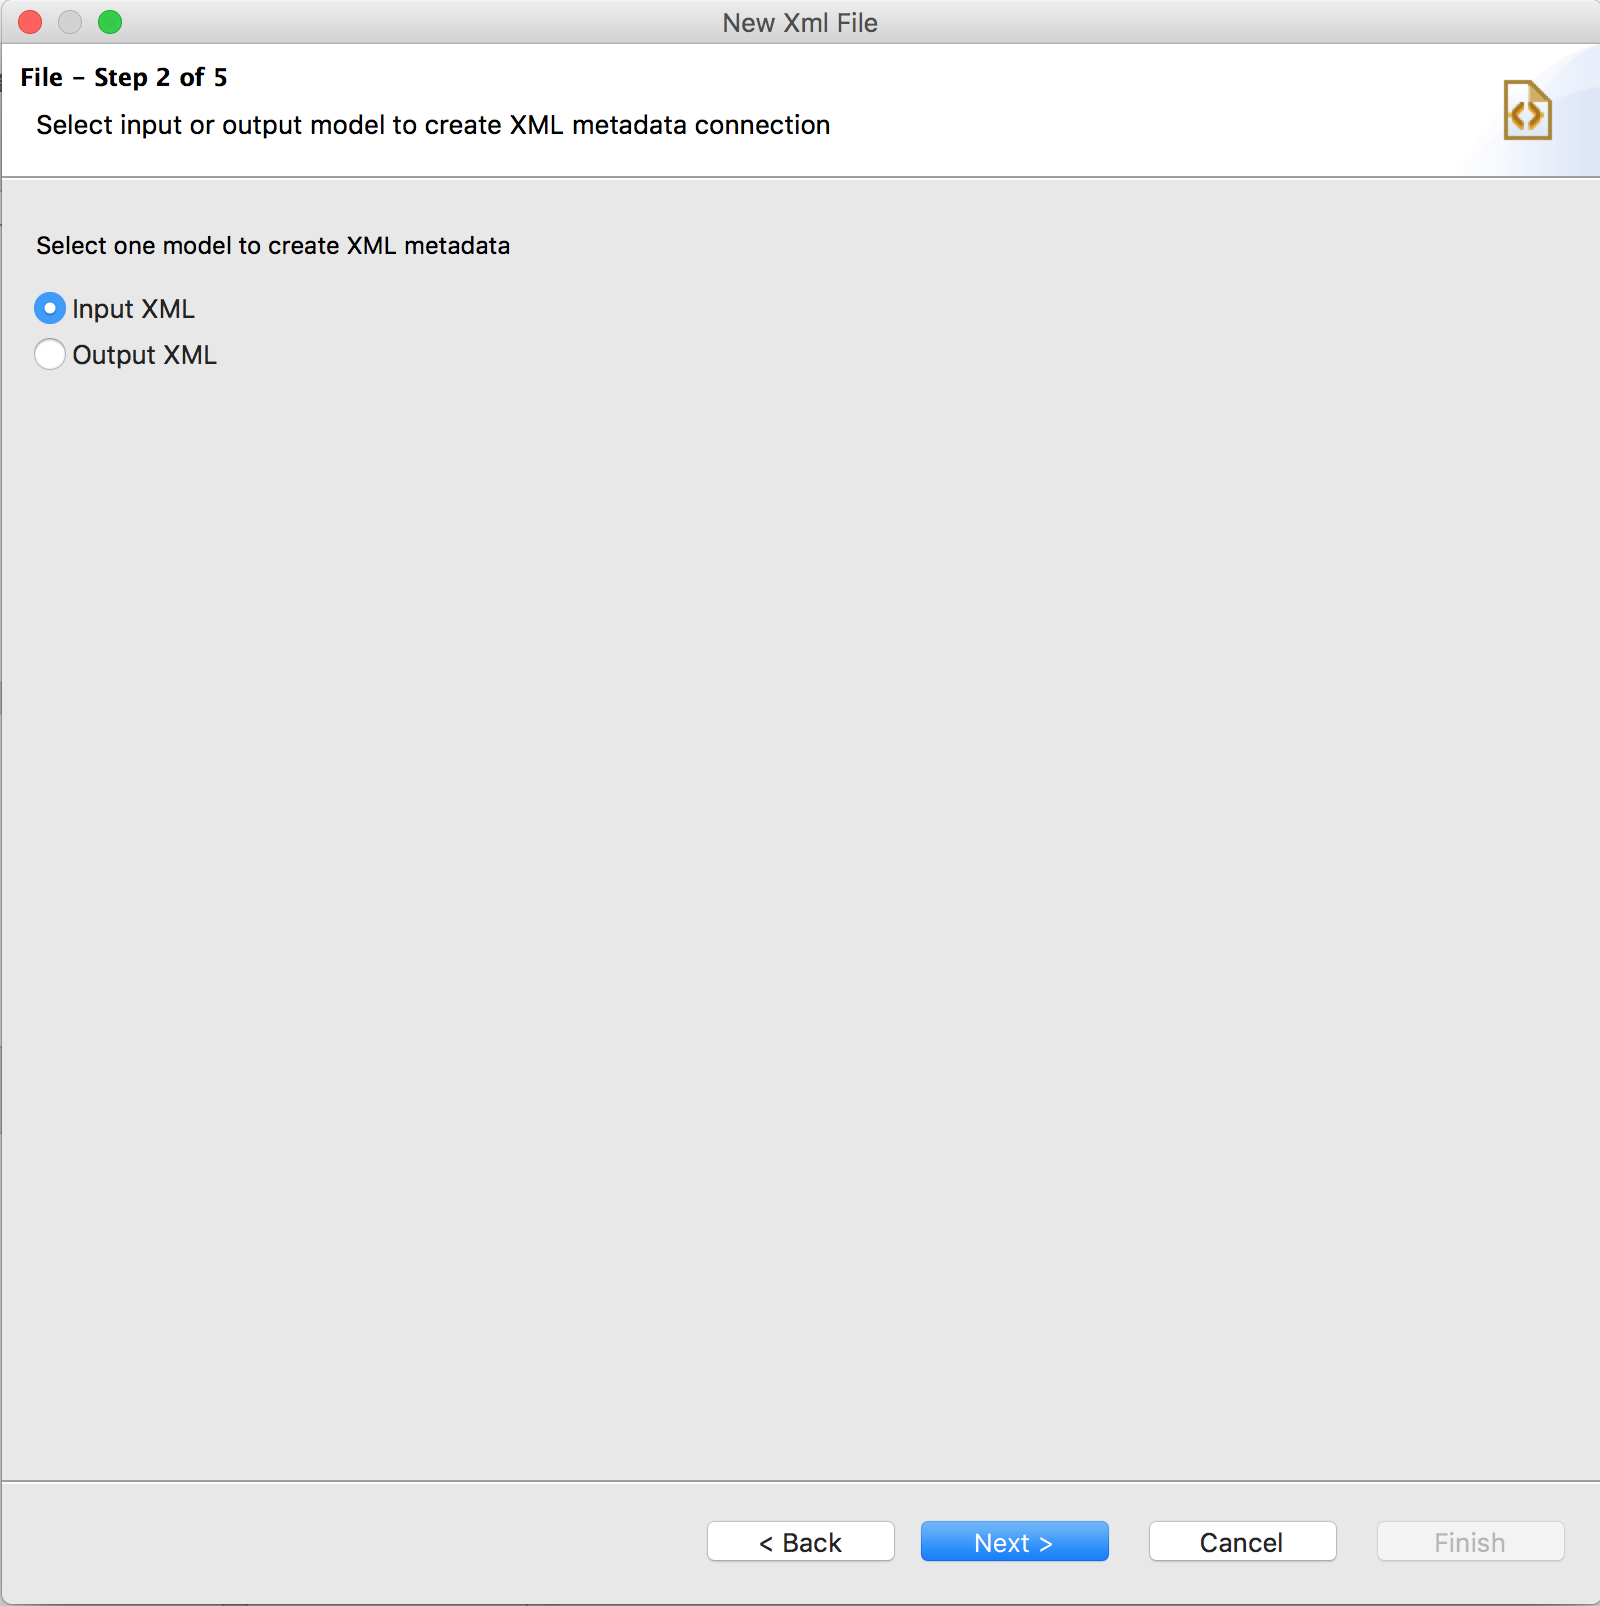 New Xml File
File – Step 2 of 5
Select input or output model to create XML metadata connection
Select one model to create XML metadata
Input XML
Output XML
< Back
Next >
Cancel
Finish